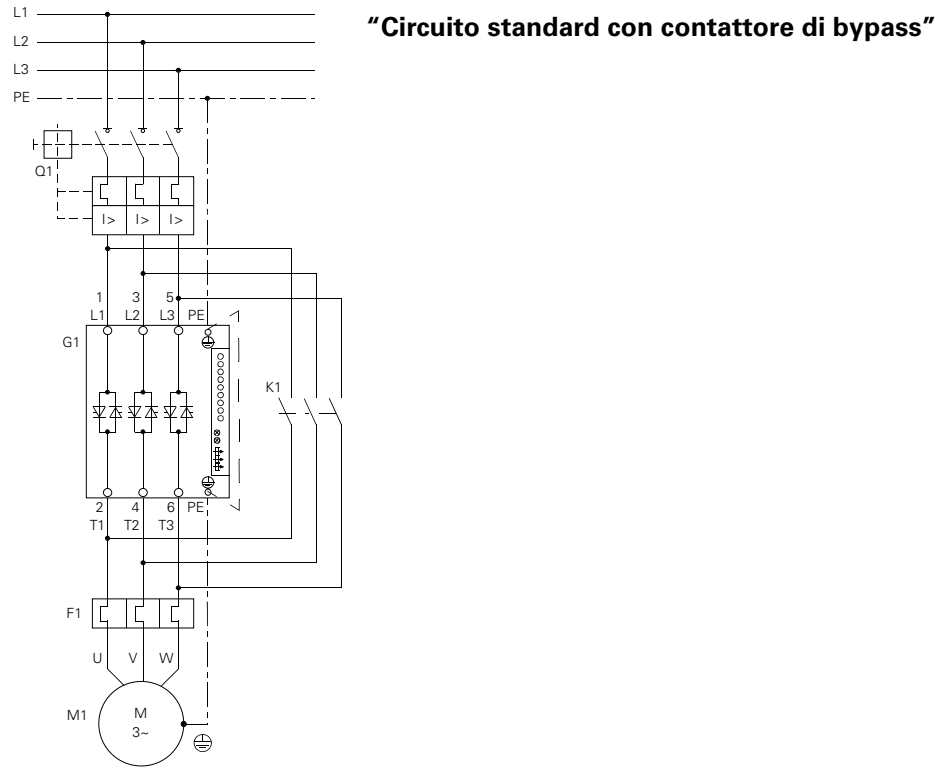 “Circuito standard con contattore di bypass”
L1
L2
L3
PE
Q1
I> I> I>
1 3 5
L1 L2 L3 PE
G1
K1
2 4 6 PE
T1 T2 T3
F1
U V W
M1
M
3~